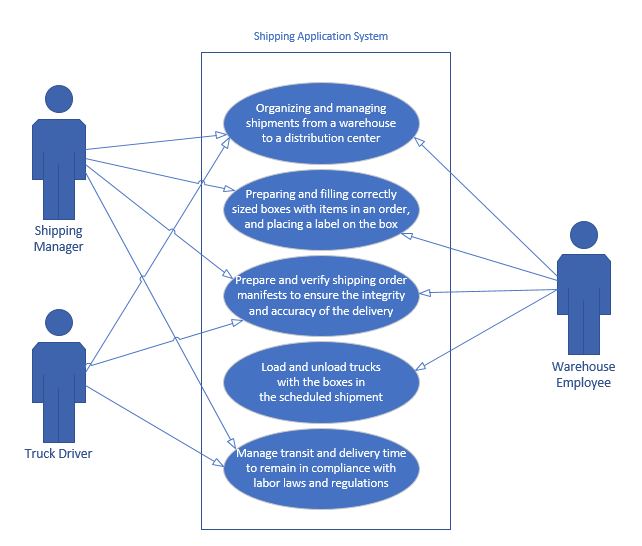 Shipping Application System
Organizing and managing
shipments from a warehouse
to a distribution center
Shipping
Manager
Preparing and filling correctly
sized boxes with items in an order,
and placing a label on the box
Prepare and verify shipping order
manifests to ensure the integrity
and accuracy of the delivery
Warehouse
Employee
Load and unload trucks
with the boxes in
the scheduled shipment
Truck Driver
Manage transit and delivery time
to remain in compliance with
labor laws and regulations